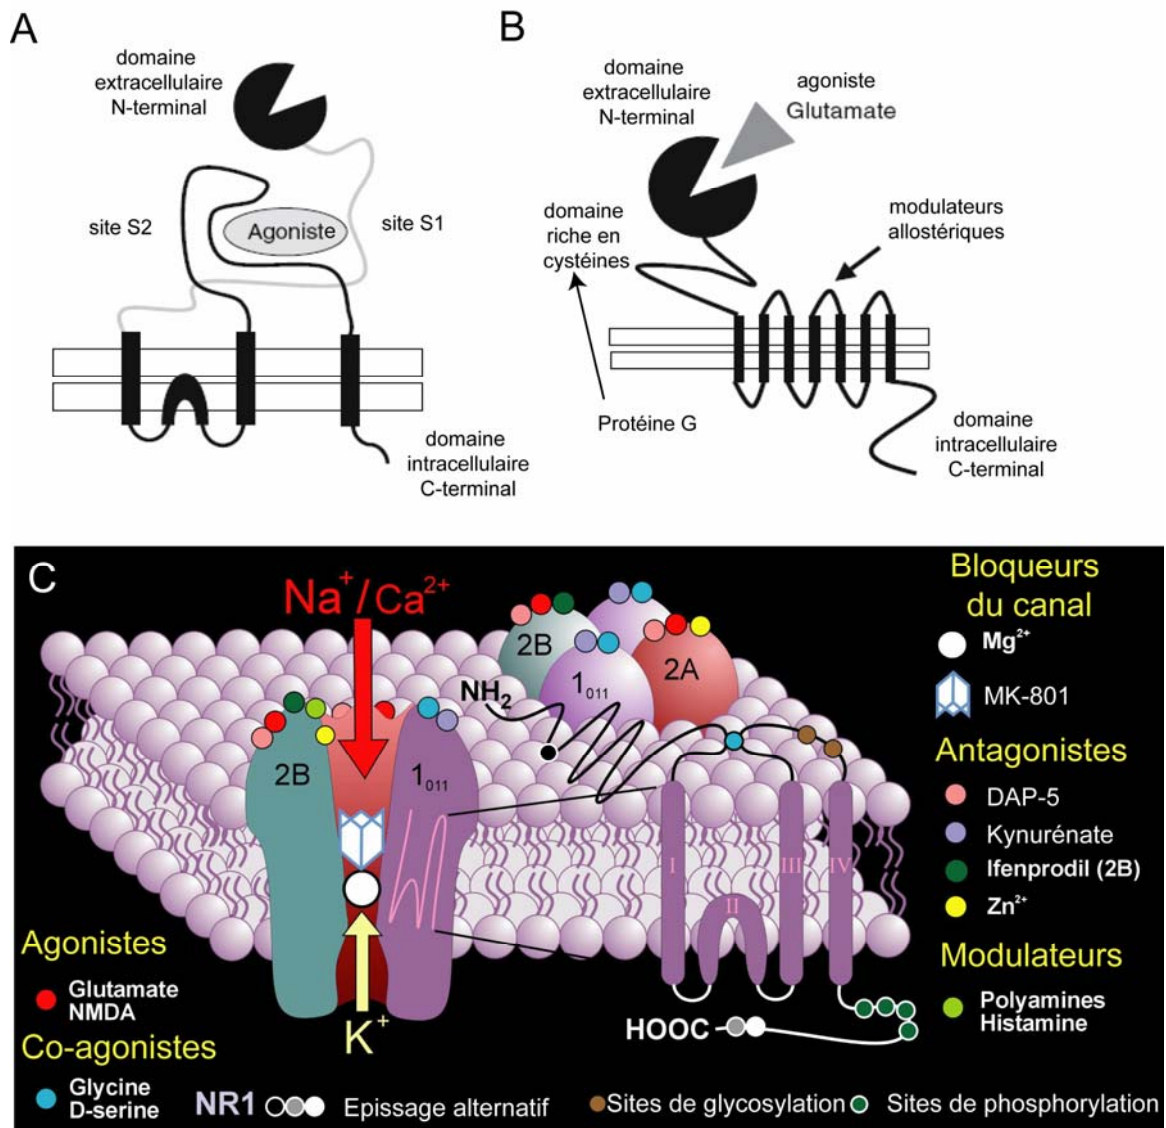 A
domaine
extracellulaire
N-terminal
site S2
Agoniste
site S1
domaine
intracellulaire
C-terminal
B
domaine
extracellulaire
N-terminal
agoniste
Glutamate
domaine
riche en
cystéines
modulateurs
allostériques
Protéine G
domaine
intracellulaire
C-terminal
C
Na⁺/Ca²⁺
2B
1₀₁₁
2A
NH₂
2B
1₀₁₁
I
II
III
IV
K⁺
HOOC
Bloqueurs
du canal
Mg²⁺
MK-801
Antagonistes
DAP-5
Kynurénate
Ifenprodil (2B)
Zn²⁺
Modulateurs
Polyamines
Histamine
Agonistes
Glutamate
NMDA
Co-agonistes
Glycine
D-serine
NR1
Epissage alternatif
Sites de glycosylation
Sites de phosphorylation